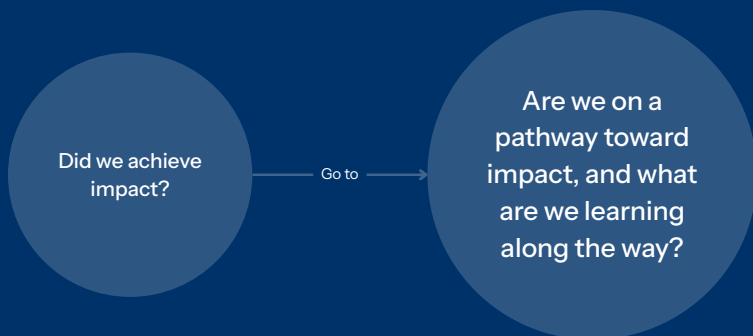 Did we achieve
impact?
Go to
Are we on a
pathway toward
impact, and what
are we learning
along the way?